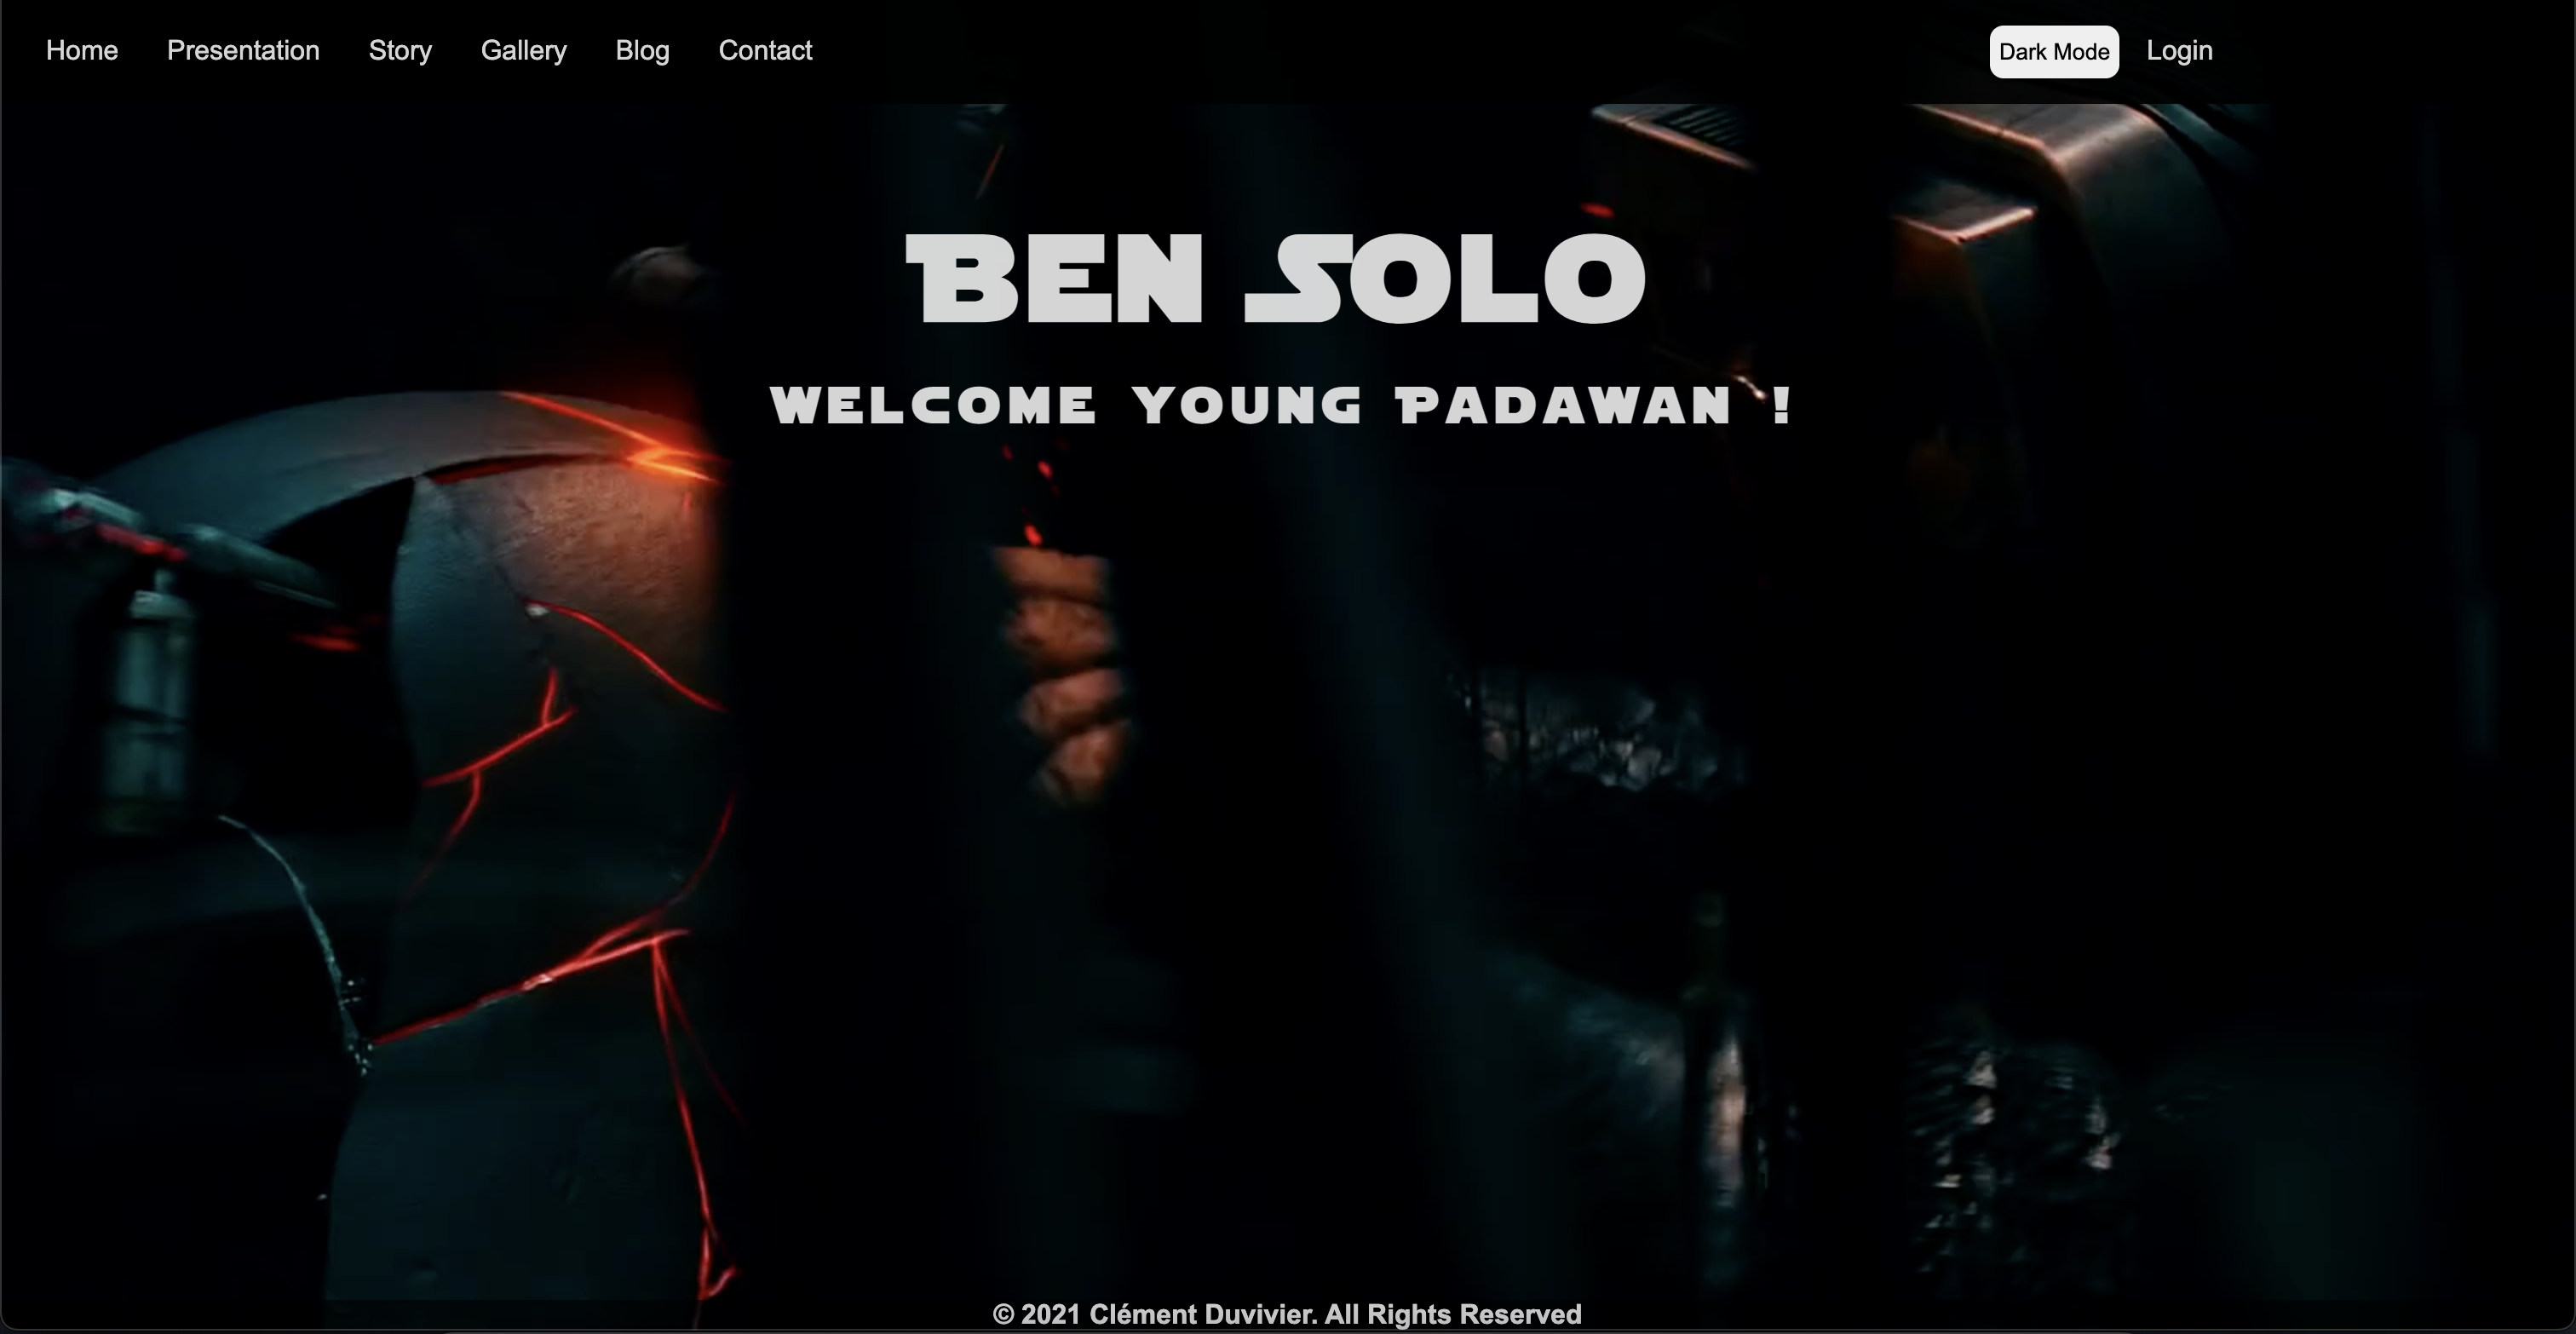 Home Presentation Story Gallery Blog Contact Dark Mode Login
BEN SOLO
WELCOME YOUNG PADAWAN !
© 2021 Clément Duvivier. All Rights Reserved